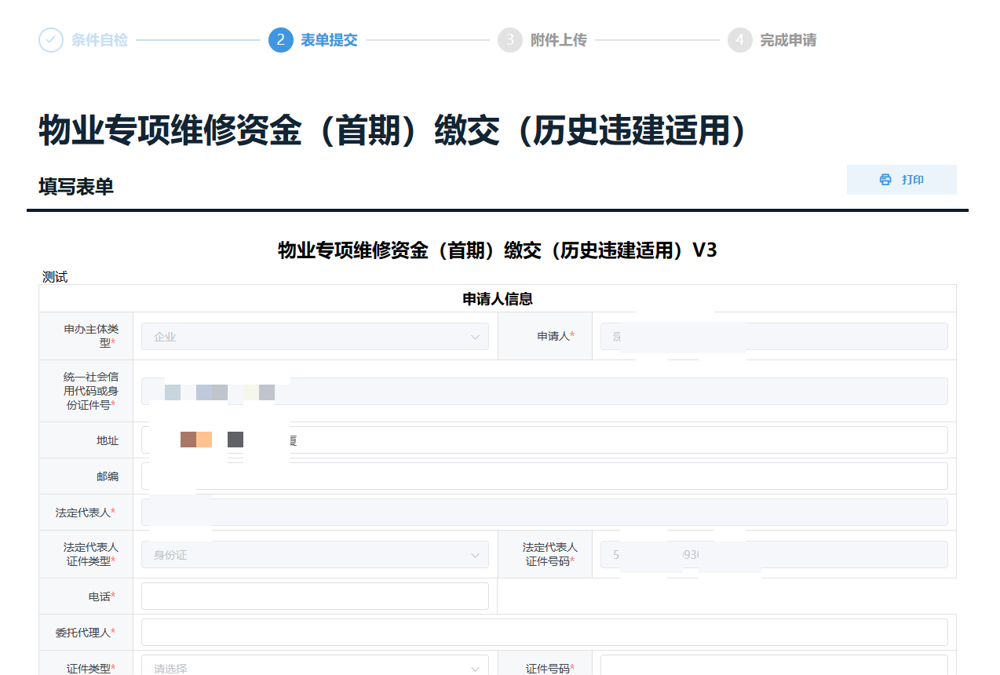 条件自检
2 表单提交
3 附件上传
4 完成申请
物业专项维修资金（首期）缴交（历史违建适用）
填写表单
打印
物业专项维修资金（首期）缴交（历史违建适用）V3
测试
申请人信息
申办主体类
型*
企业
申请人*
深
统一社会信
用代码或身
份证件号*
地址
厦
邮编
法定代表人*
法定代表人
证件类型*
身份证
法定代表人
证件号码*
5
930
电话*
委托代理人*
证件类型*
请选择
证件号码*